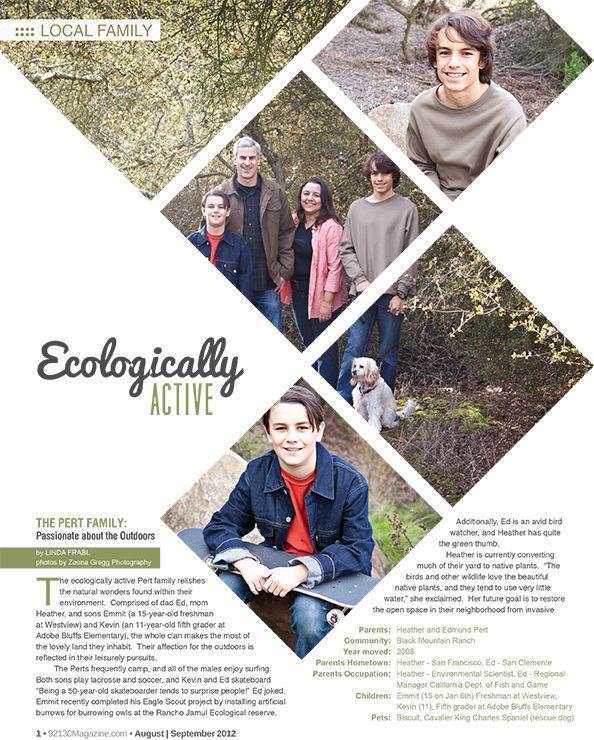 LOCAL FAMILY
Ecologically
ACTIVE
THE PERT FAMILY:
Passionate about the Outdoors
by LINDA FRABL
photos by Zeena Gregg Photography
The ecologically active Pert family relishes
the natural wonders found within their
environment.  Comprised of dad Ed, mom
Heather, and sons Emmit (a 15-year-old freshman
at Westview) and Kevin (an 11-year-old fifth grader at
Adobe Bluffs Elementary), the whole clan makes the most of
the lovely land they inhabit.  Their affection for the outdoors is
reflected in their leisurely pursuits.
The Perts frequently camp, and all of the males enjoy surfing.
Both sons play lacrosse and soccer, and Kevin and Ed skateboard
"Being a 50-year-old skateboarder tends to surprise people!" Ed joked.
Emmit recently completed his Eagle Scout project by installing artificial
burrows for burrowing owls at the Rancho Jamul Ecological reserve.
Additionally, Ed is an avid bird
watcher, and Heather has quite
the green thumb.
Heather is currently converting
much of their yard to native plants.  "The
birds and other wildlife love the beautiful
native plants, and they tend to use very little
water," she exclaimed.  Her future goal is to restore
the open space in their neighborhood from invasive
Parents: Heather and Edmund Pert
Community: Black Mountain Ranch
Year moved: 2008
Parents Hometown: Heather - San Francisco, Ed - San Clemente
Parents Occupation: Heather - Environmental Scientist, Ed - Regional
Manager California Dept. of Fish and Game
Children: Emmit (15 on Jan 6th) Freshman at Westview,
Kevin (11), Fifth grader at Adobe Bluffs Elementary
Pets: Biscuit, Cavalier King Charles Spaniel (rescue dog)
1 • 92130Magazine.com • August | September 2012